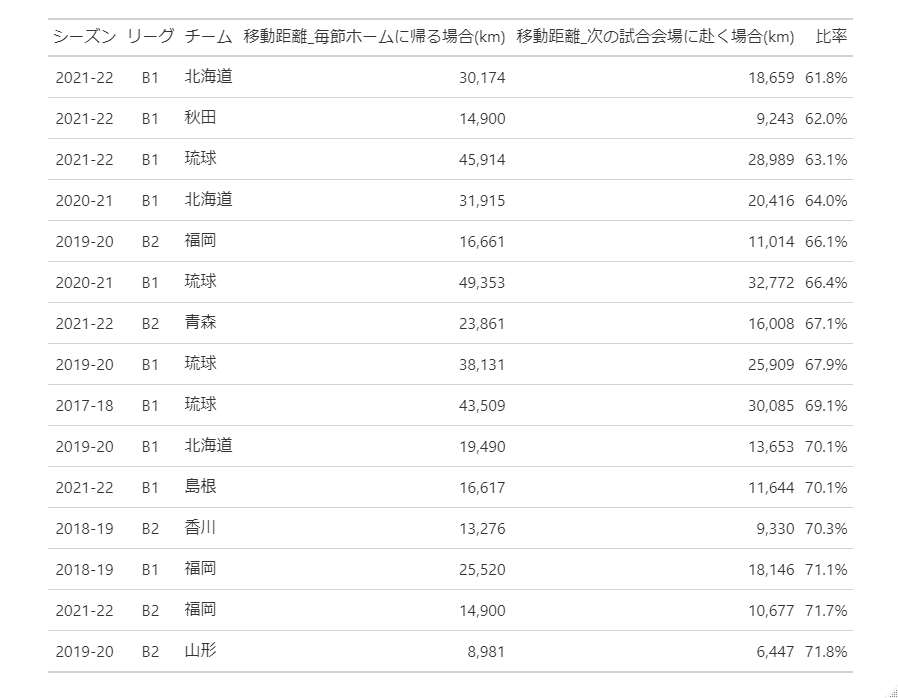 シーズン リーグ チーム 移動距離_毎節ホームに帰る場合(km) 移動距離_次の試合会場に赴く場合(km) 比率
2021-22 B1 北海道 30,174 18,659 61.8%
2021-22 B1 秋田 14,900 9,243 62.0%
2021-22 B1 琉球 45,914 28,989 63.1%
2020-21 B1 北海道 31,915 20,416 64.0%
2019-20 B2 福岡 16,661 11,014 66.1%
2020-21 B1 琉球 49,353 32,772 66.4%
2021-22 B2 青森 23,861 16,008 67.1%
2019-20 B1 琉球 38,131 25,909 67.9%
2017-18 B1 琉球 43,509 30,085 69.1%
2019-20 B1 北海道 19,490 13,653 70.1%
2021-22 B1 島根 16,617 11,644 70.1%
2018-19 B2 香川 13,276 9,330 70.3%
2018-19 B1 福岡 25,520 18,146 71.1%
2021-22 B2 福岡 14,900 10,677 71.7%
2019-20 B2 山形 8,981 6,447 71.8%